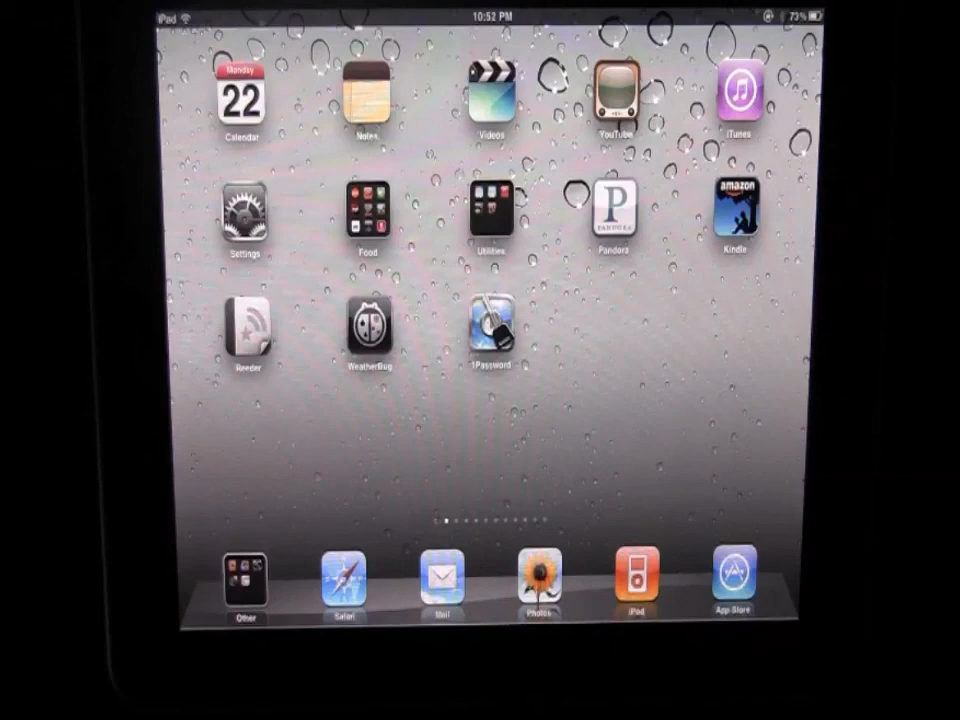 iPad 10:52 PM 73%
Monday
22
Calendar Notes Videos YouTube iTunes
P
PANDORA
amazon
Settings Food Utilities Pandora Kindle
Reeder WeatherBug 1Password
Other Safari Mail Photos iPod App Store